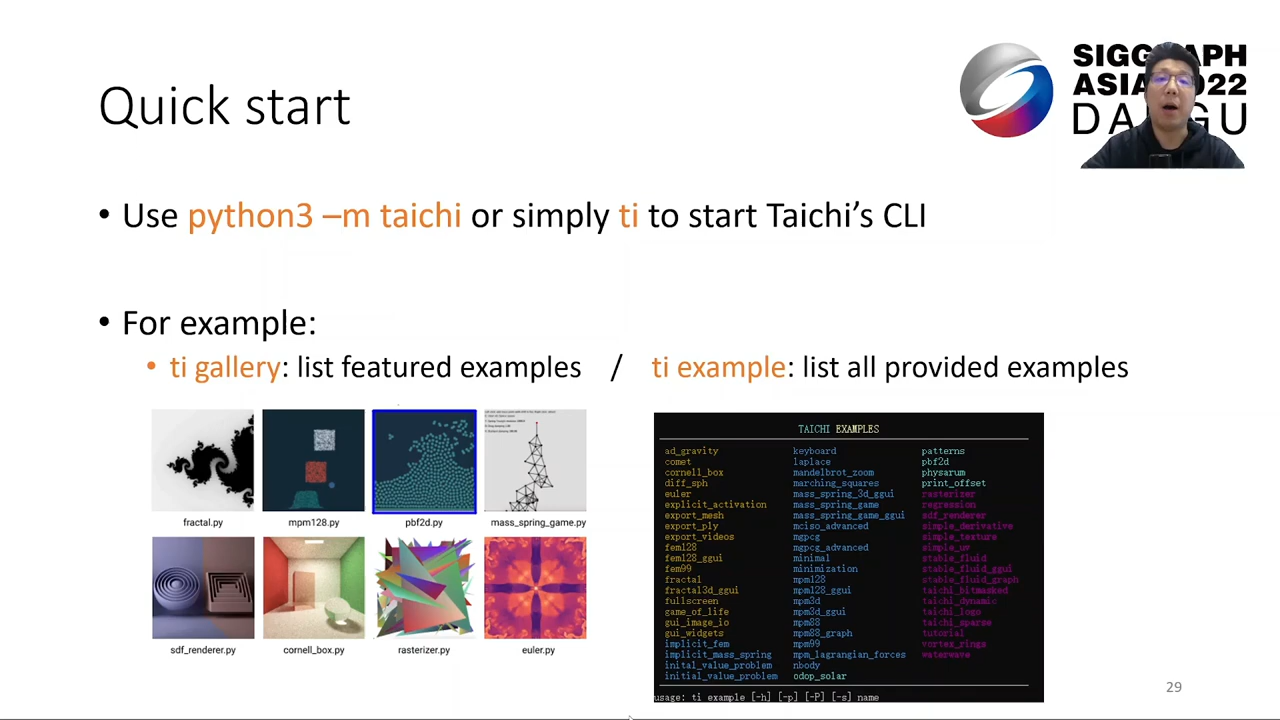 SIGGRAPH
ASIA 2022
DAEGU
Quick start
• Use python3 –m taichi or simply ti to start Taichi’s CLI
• For example:
• ti gallery: list featured examples / ti example: list all provided examples
fractal.py mpm128.py pbf2d.py mass_spring_game.py
sdf_renderer.py cornell_box.py rasterizer.py euler.py
TAICHI EXAMPLES
ad_gravity keyboard patterns
comet laplace pbf2d
cornell_box mandelbrot_zoom physarum
diff_sph marching_squares print_offset
euler mass_spring_3d_ggui rasterizer
explicit_activation mass_spring_game regression
export_mesh mass_spring_game_ggui sdf_renderer
export_ply mciso_advanced simple_derivative
export_videos mgpcg simple_texture
fem128 mgpcg_advanced simple_uv
fem128_ggui minimal stable_fluid
fem99 minimization stable_fluid_ggui
fractal mpm128 stable_fluid_graph
fractal3d_ggui mpm128_ggui taichi_bitmasked
fullscreen mpm3d taichi_dynamic
game_of_life mpm3d_ggui taichi_logo
gui_image_io mpm88 taichi_sparse
gui_widgets mpm88_graph tutorial
implicit_fem mpm99 vortex_rings
implicit_mass_spring mpm_lagrangian_forces waterwave
inital_value_problem nbody
initial_value_problem odop_solar
usage: ti example [-h] [-p] [-P] [-s] name
29